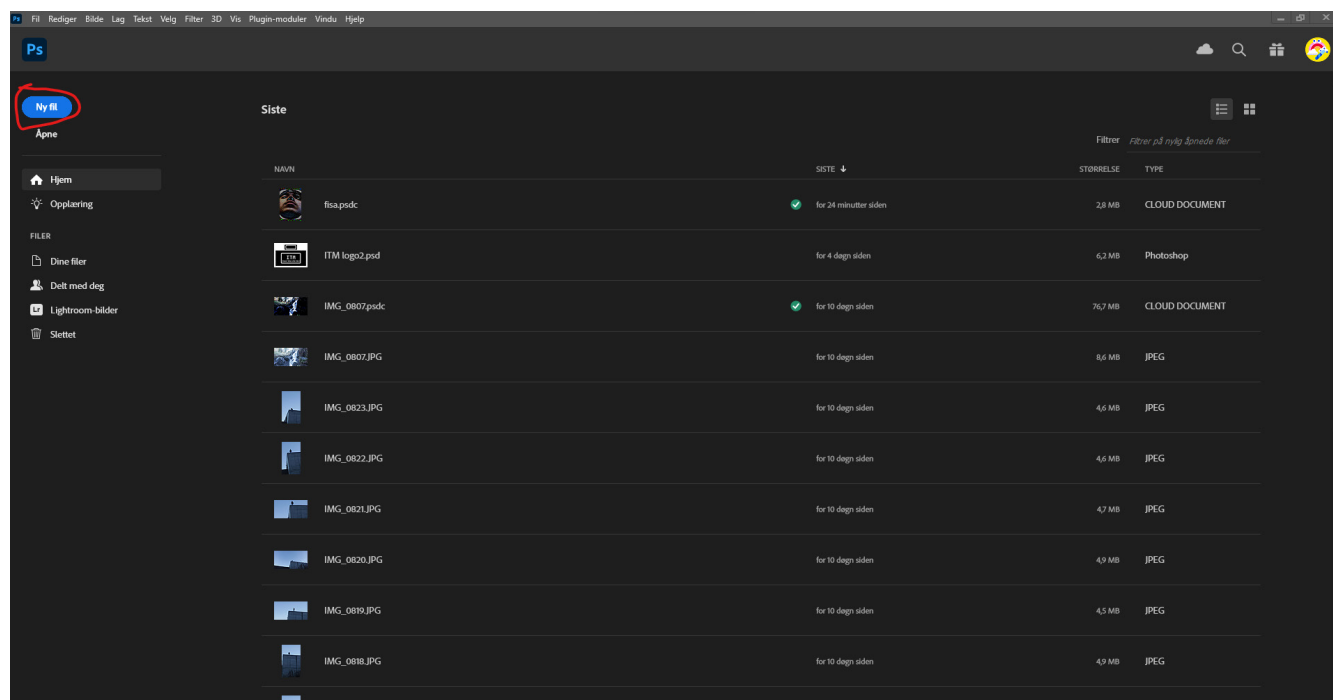 Ps Fil Rediger Bilde Lag Tekst Velg Filter 3D Vis Plugin-moduler Vindu Hjelp
Ps
Ny fil
Åpne
Hjem
Opplæring
FILER
Dine filer
Delt med deg
Lr Lightroom-bilder
Slettet
Siste
Filtrer Filtrer på nylig åpnede filer
NAVN SISTE ↓ STØRRELSE TYPE
fisa.psdc for 24 minutter siden 2,8 MB CLOUD DOCUMENT
ITM logo2.psd for 4 døgn siden 6,2 MB Photoshop
IMG_0807.psdc for 10 døgn siden 76,7 MB CLOUD DOCUMENT
IMG_0807.JPG for 10 døgn siden 8,6 MB JPEG
IMG_0823.JPG for 10 døgn siden 4,6 MB JPEG
IMG_0822.JPG for 10 døgn siden 4,6 MB JPEG
IMG_0821.JPG for 10 døgn siden 4,7 MB JPEG
IMG_0820.JPG for 10 døgn siden 4,9 MB JPEG
IMG_0819.JPG for 10 døgn siden 4,5 MB JPEG
IMG_0818.JPG for 10 døgn siden 4,9 MB JPEG